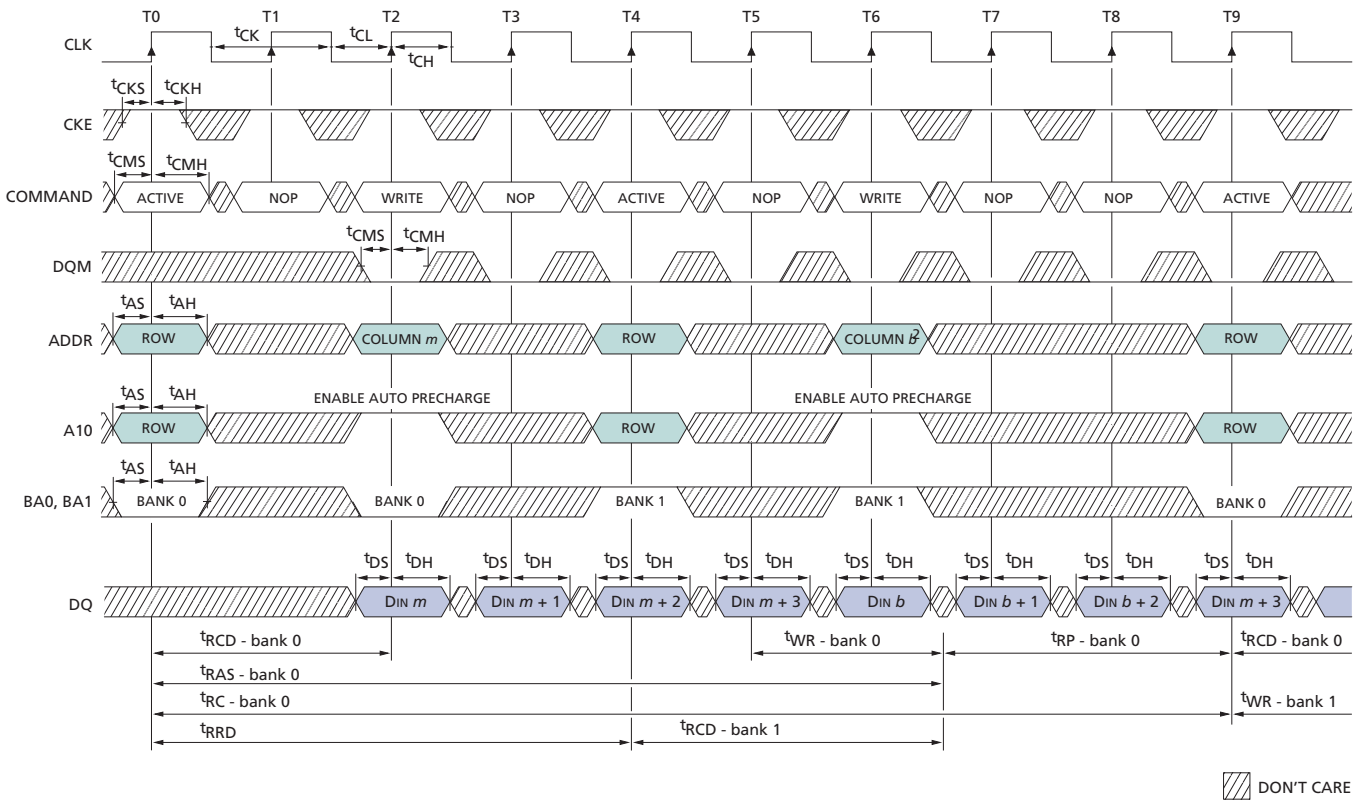 T0 T1 T2 T3 T4 T5 T6 T7 T8 T9
CLK tCK tCL tCH
tCKS tCKH
CKE
tCMS tCMH
COMMAND ACTIVE NOP WRITE NOP ACTIVE NOP WRITE NOP NOP ACTIVE
tCMS tCMH
DQM
tAS tAH
ADDR ROW COLUMN m ROW COLUMN b2 ROW
tAS tAH ENABLE AUTO PRECHARGE ENABLE AUTO PRECHARGE
A10 ROW ROW ROW
tAS tAH
BA0, BA1 BANK 0 BANK 0 BANK 1 BANK 1 BANK 0
tDS tDH tDS tDH tDS tDH tDS tDH tDS tDH tDS tDH tDS tDH tDS tDH
DQ DIN m DIN m + 1 DIN m + 2 DIN m + 3 DIN b DIN b + 1 DIN b + 2 DIN m + 3
tRCD - bank 0 tWR - bank 0 tRP - bank 0 tRCD - bank 0
tRAS - bank 0
tRC - bank 0 tWR - bank 1
tRRD tRCD - bank 1
DON'T CARE